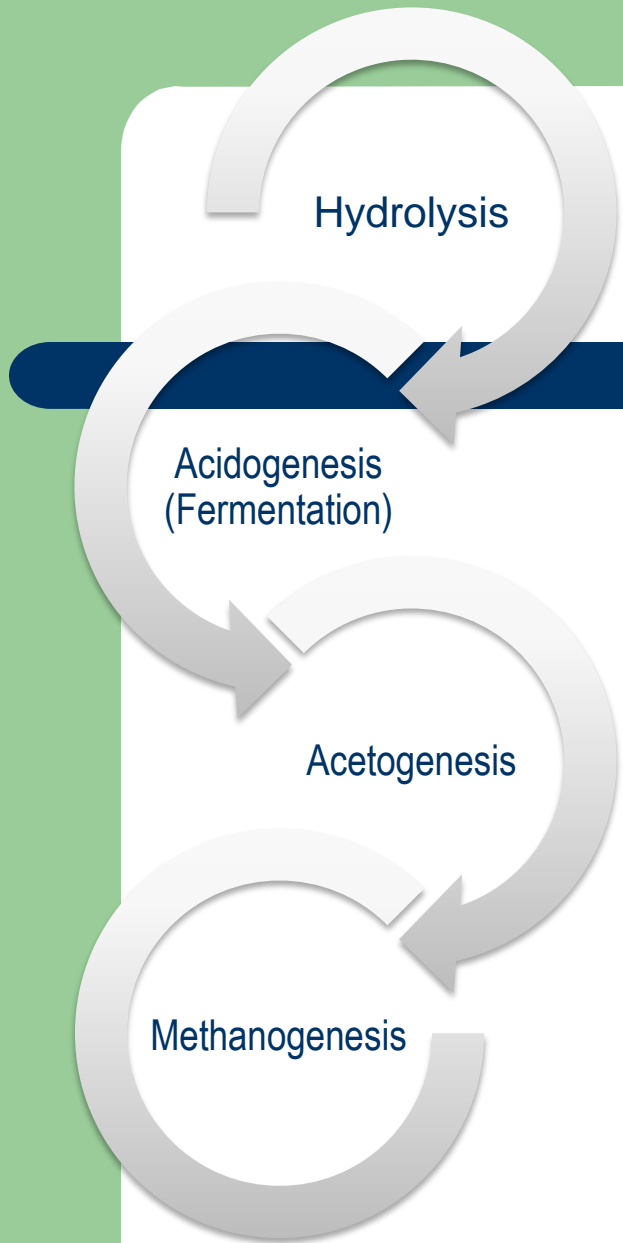 Hydrolysis
Acidogenesis
(Fermentation)
Acetogenesis
Methanogenesis